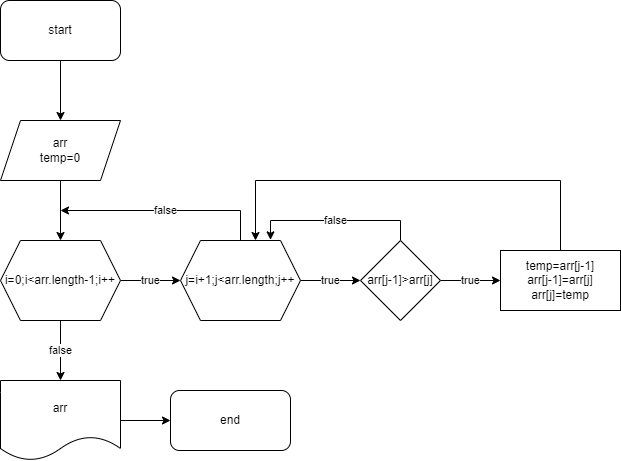 start
arr
temp=0
false
false
i=0;i<arr.length-1;i++
true
j=i+1;j<arr.length;j++
true
arr[j-1]>arr[j]
true
temp=arr[j-1]
arr[j-1]=arr[j]
arr[j]=temp
false
arr
end